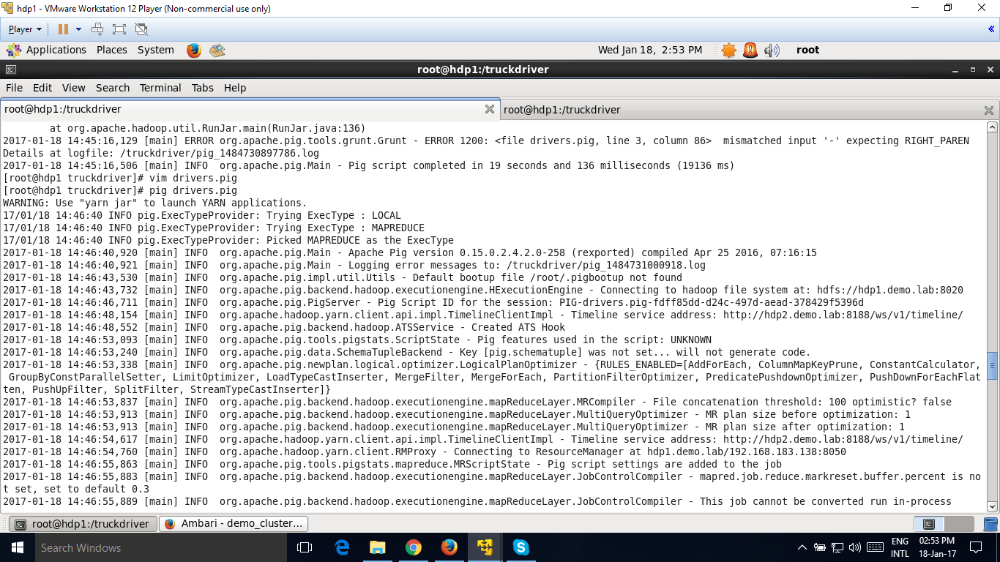 hdp1 - VMware Workstation 12 Player (Non-commercial use only)
Player
Applications Places System Wed Jan 18, 2:53 PM root
root@hdp1:/truckdriver
File Edit View Search Terminal Tabs Help
root@hdp1:/truckdriver root@hdp1:/truckdriver
at org.apache.hadoop.util.RunJar.main(RunJar.java:136)
2017-01-18 14:45:16,129 [main] ERROR org.apache.pig.tools.grunt.Grunt - ERROR 1200: <file drivers.pig, line 3, column 86>  mismatched input '-' expecting RIGHT_PAREN
Details at logfile: /truckdriver/pig_1484730897786.log
2017-01-18 14:45:16,506 [main] INFO  org.apache.pig.Main - Pig script completed in 19 seconds and 136 milliseconds (19136 ms)
[root@hdp1 truckdriver]# vim drivers.pig
[root@hdp1 truckdriver]# pig drivers.pig
WARNING: Use "yarn jar" to launch YARN applications.
17/01/18 14:46:40 INFO pig.ExecTypeProvider: Trying ExecType : LOCAL
17/01/18 14:46:40 INFO pig.ExecTypeProvider: Trying ExecType : MAPREDUCE
17/01/18 14:46:40 INFO pig.ExecTypeProvider: Picked MAPREDUCE as the ExecType
2017-01-18 14:46:40,920 [main] INFO  org.apache.pig.Main - Apache Pig version 0.15.0.2.4.2.0-258 (rexported) compiled Apr 25 2016, 07:16:15
2017-01-18 14:46:40,921 [main] INFO  org.apache.pig.Main - Logging error messages to: /truckdriver/pig_1484731000918.log
2017-01-18 14:46:43,530 [main] INFO  org.apache.pig.impl.util.Utils - Default bootup file /root/.pigbootup not found
2017-01-18 14:46:43,732 [main] INFO  org.apache.pig.backend.hadoop.executionengine.HExecutionEngine - Connecting to hadoop file system at: hdfs://hdp1.demo.lab:8020
2017-01-18 14:46:46,711 [main] INFO  org.apache.pig.PigServer - Pig Script ID for the session: PIG-drivers.pig-fdff85dd-d24c-497d-aead-378429f5396d
2017-01-18 14:46:48,154 [main] INFO  org.apache.hadoop.yarn.client.api.impl.TimelineClientImpl - Timeline service address: http://hdp2.demo.lab:8188/ws/v1/timeline/
2017-01-18 14:46:48,552 [main] INFO  org.apache.pig.backend.hadoop.ATSService - Created ATS Hook
2017-01-18 14:46:53,093 [main] INFO  org.apache.pig.tools.pigstats.ScriptState - Pig features used in the script: UNKNOWN
2017-01-18 14:46:53,240 [main] INFO  org.apache.pig.data.SchemaTupleBackend - Key [pig.schematuple] was not set... will not generate code.
2017-01-18 14:46:53,338 [main] INFO  org.apache.pig.newplan.logical.optimizer.LogicalPlanOptimizer - {RULES_ENABLED=[AddForEach, ColumnMapKeyPrune, ConstantCalculator,
GroupByConstParallelSetter, LimitOptimizer, LoadTypeCastInserter, MergeFilter, MergeForEach, PartitionFilterOptimizer, PredicatePushdownOptimizer, PushDownForEachFlat
ten, PushUpFilter, SplitFilter, StreamTypeCastInserter]}
2017-01-18 14:46:53,837 [main] INFO  org.apache.pig.backend.hadoop.executionengine.mapReduceLayer.MRCompiler - File concatenation threshold: 100 optimistic? false
2017-01-18 14:46:53,913 [main] INFO  org.apache.pig.backend.hadoop.executionengine.mapReduceLayer.MultiQueryOptimizer - MR plan size before optimization: 1
2017-01-18 14:46:53,913 [main] INFO  org.apache.pig.backend.hadoop.executionengine.mapReduceLayer.MultiQueryOptimizer - MR plan size after optimization: 1
2017-01-18 14:46:54,617 [main] INFO  org.apache.hadoop.yarn.client.api.impl.TimelineClientImpl - Timeline service address: http://hdp2.demo.lab:8188/ws/v1/timeline/
2017-01-18 14:46:54,760 [main] INFO  org.apache.hadoop.yarn.client.RMProxy - Connecting to ResourceManager at hdp1.demo.lab/192.168.183.138:8050
2017-01-18 14:46:55,863 [main] INFO  org.apache.pig.tools.pigstats.mapreduce.MRScriptState - Pig script settings are added to the job
2017-01-18 14:46:55,883 [main] INFO  org.apache.pig.backend.hadoop.executionengine.mapReduceLayer.JobControlCompiler - mapred.job.reduce.markreset.buffer.percent is no
t set, set to default 0.3
2017-01-18 14:46:55,889 [main] INFO  org.apache.pig.backend.hadoop.executionengine.mapReduceLayer.JobControlCompiler - This job cannot be converted run in-process
root@hdp1:/truckdriver Ambari - demo_cluster...
Search Windows ENG 02:53 PM
INTL 18-Jan-17